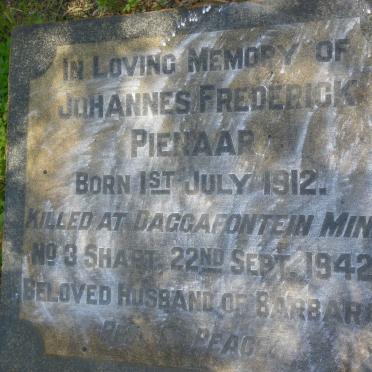 IN LOVING MEMORY OF
JOHANNES FREDERICK
PIENAAR
BORN 1ST JULY 1912.
KILLED AT DAGGAFONTEIN MIN
NO 3 SHAFT, 22ND SEPT. 1942
BELOVED HUSBAND OF BARBAR
PEACE